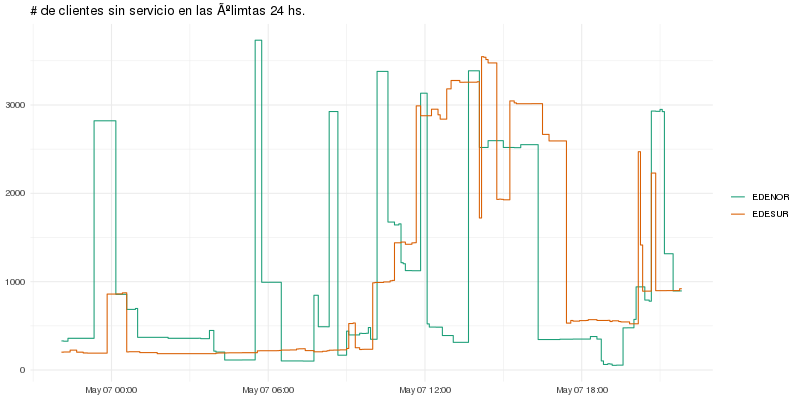 # de clientes sin servicio en las Ãºlimtas 24 hs.
3000
2000
1000
0
May 07 00:00
May 07 06:00
May 07 12:00
May 07 18:00
EDENOR
EDESUR